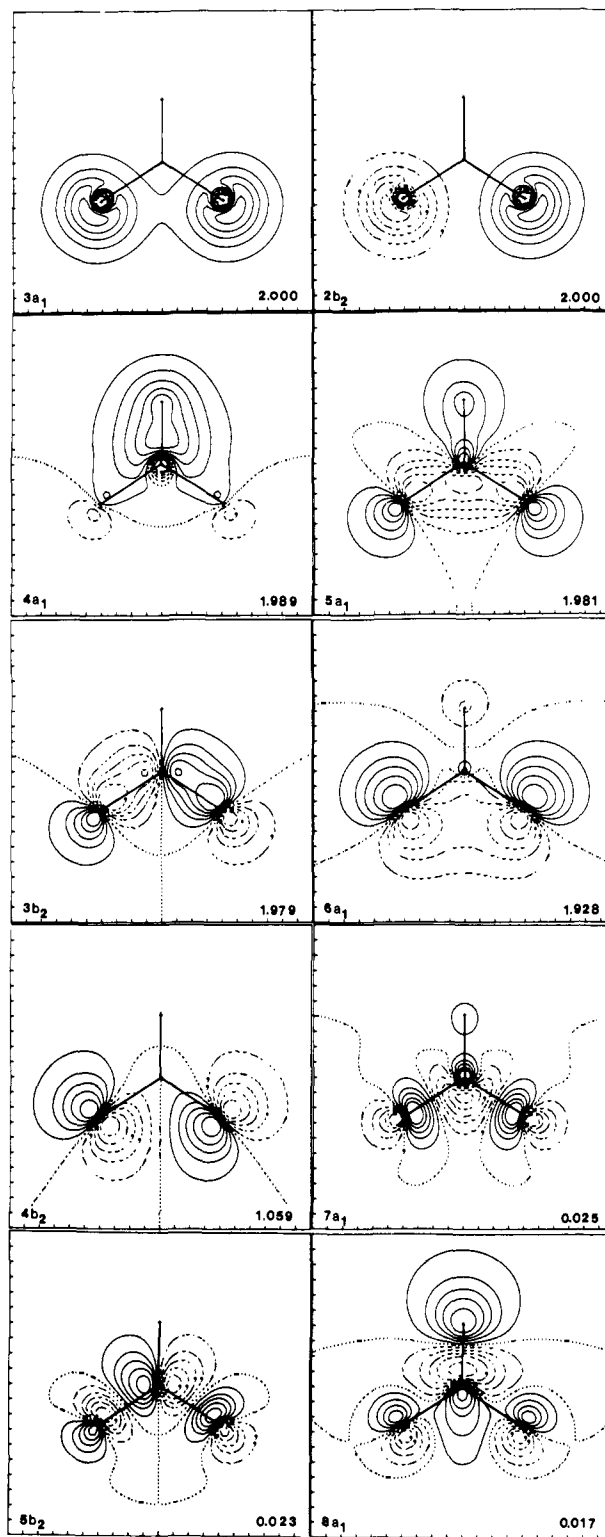 3a₁ 2.000
2b₂ 2.000
4a₁ 1.989
5a₁ 1.981
3b₂ 1.979
6a₁ 1.928
4b₂ 1.059
7a₁ 0.025
5b₂ 0.023
8a₁ 0.017